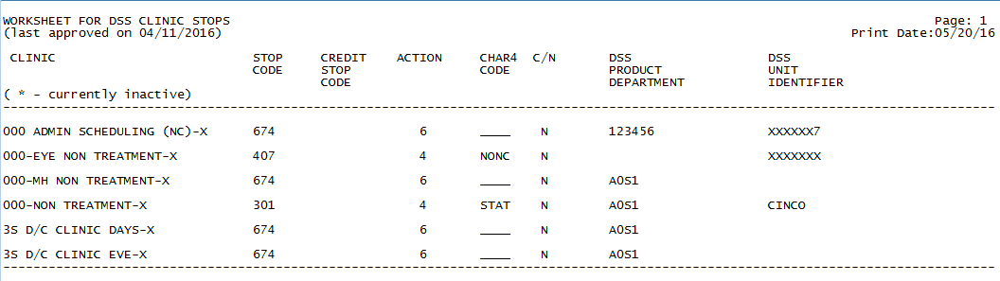 WORKSHEET FOR DSS CLINIC STOPS Page: 1
(last approved on 04/11/2016) Print Date:05/20/16
CLINIC STOP CREDIT ACTION CHAR4 C/N DSS DSS
CODE STOP CODE PRODUCT UNIT
CODE DEPARTMENT IDENTIFIER
( * - currently inactive)
--------------------------------------------------------------------------------
000 ADMIN SCHEDULING (NC)-X 674 6 ____ N 123456 XXXXXX7
000-EYE NON TREATMENT-X 407 4 NONC N XXXXXXX
000-MH NON TREATMENT-X 674 6 ____ N A0S1
000-NON TREATMENT-X 301 4 STAT N A0S1 CINCO
3S D/C CLINIC DAYS-X 674 6 ____ N A0S1
3S D/C CLINIC EVE-X 674 6 ____ N A0S1
--------------------------------------------------------------------------------